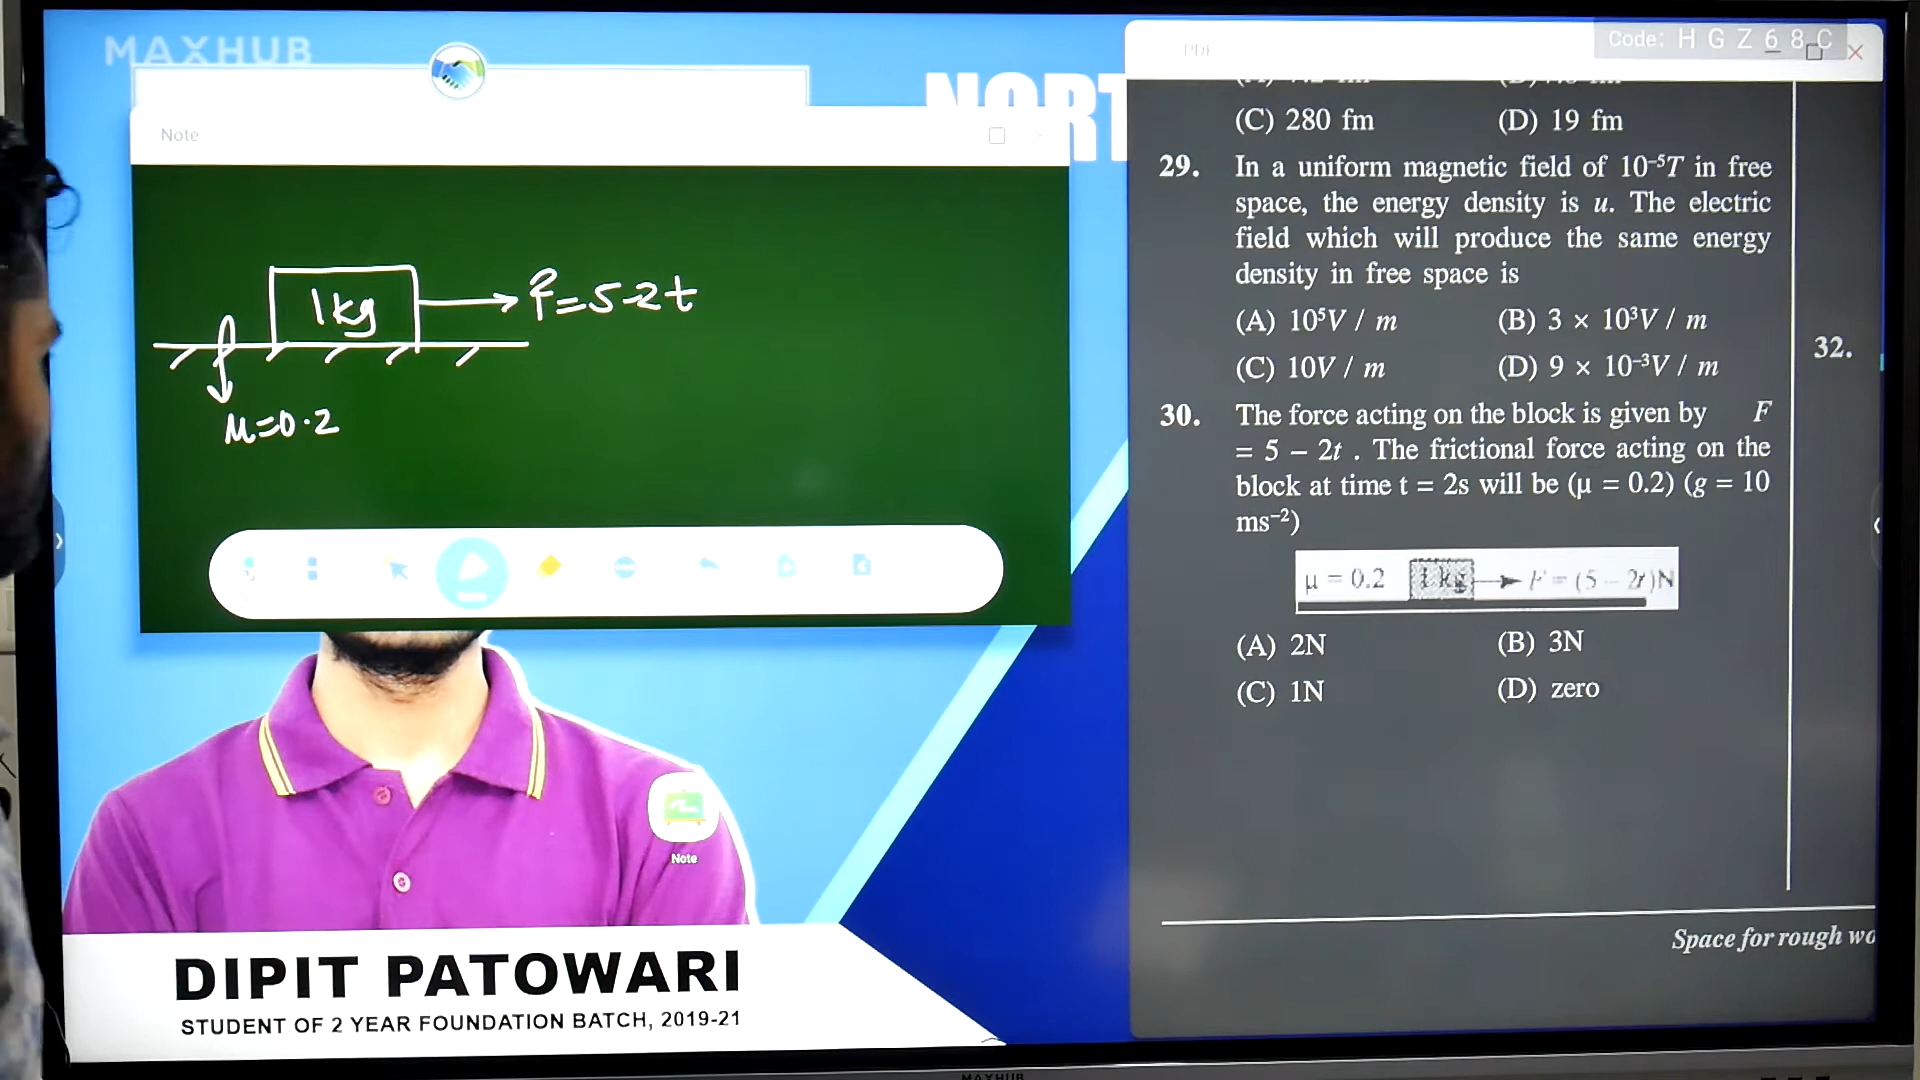 MAXHUB
Note
1kg
F=5-2t
μ=0.2
Note
DIPIT PATOWARI
STUDENT OF 2 YEAR FOUNDATION BATCH, 2019-21
NORT
PDF
Code: H G Z 6 8 C
(C) 280 fm (D) 19 fm
29. In a uniform magnetic field of 10⁻⁵T in free
space, the energy density is u. The electric
field which will produce the same energy
density in free space is
(A) 10⁵V / m (B) 3 × 10³V / m
(C) 10V / m (D) 9 × 10⁻³V / m
30. The force acting on the block is given by F
= 5 – 2t . The frictional force acting on the
block at time t = 2s will be (μ = 0.2) (g = 10
ms⁻²)
μ = 0.2 1 kg F = (5 – 2t)N
(A) 2N (B) 3N
(C) 1N (D) zero
32.
Space for rough wo
MAXHUB